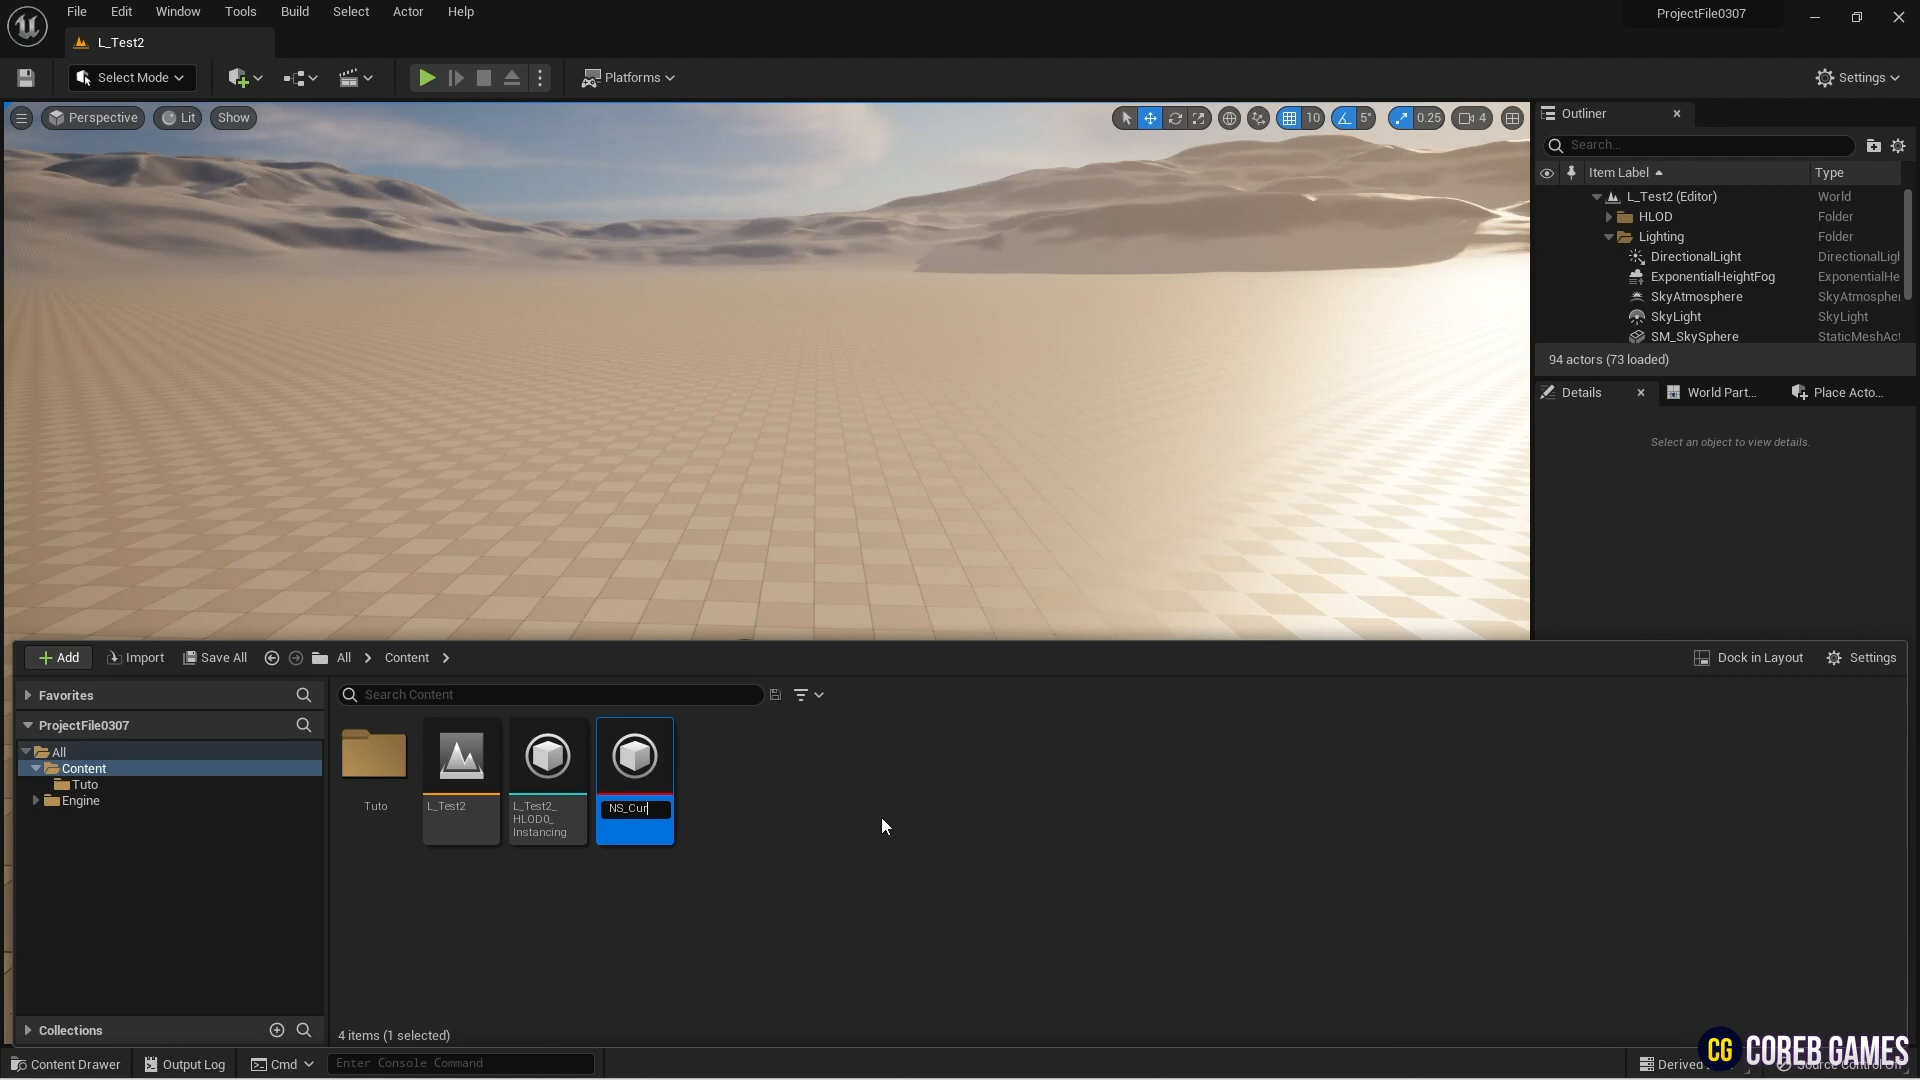 File Edit Window Tools Build Select Actor Help
ProjectFile0307
L_Test2
Select Mode
Platforms
Settings
Perspective Lit Show
10 5° 0.25 4
Outliner
Search...
Item Label Type
L_Test2 (Editor) World
HLOD Folder
Lighting Folder
DirectionalLight DirectionalLigh
ExponentialHeightFog ExponentialHe
SkyAtmosphere SkyAtmospher
SkyLight SkyLight
SM_SkySphere StaticMeshAct
94 actors (73 loaded)
Details World Part... Place Acto...
Select an object to view details.
Add Import Save All All Content
Dock in Layout Settings
Favorites
Search Content
ProjectFile0307
All
Content
Tuto
Engine
Tuto
L_Test2
L_Test2_
HLOD0_
Instancing
NS_Cur
Collections
4 items (1 selected)
Content Drawer Output Log Cmd Enter Console Command
Derived
Source Control Off
CG COREB GAMES